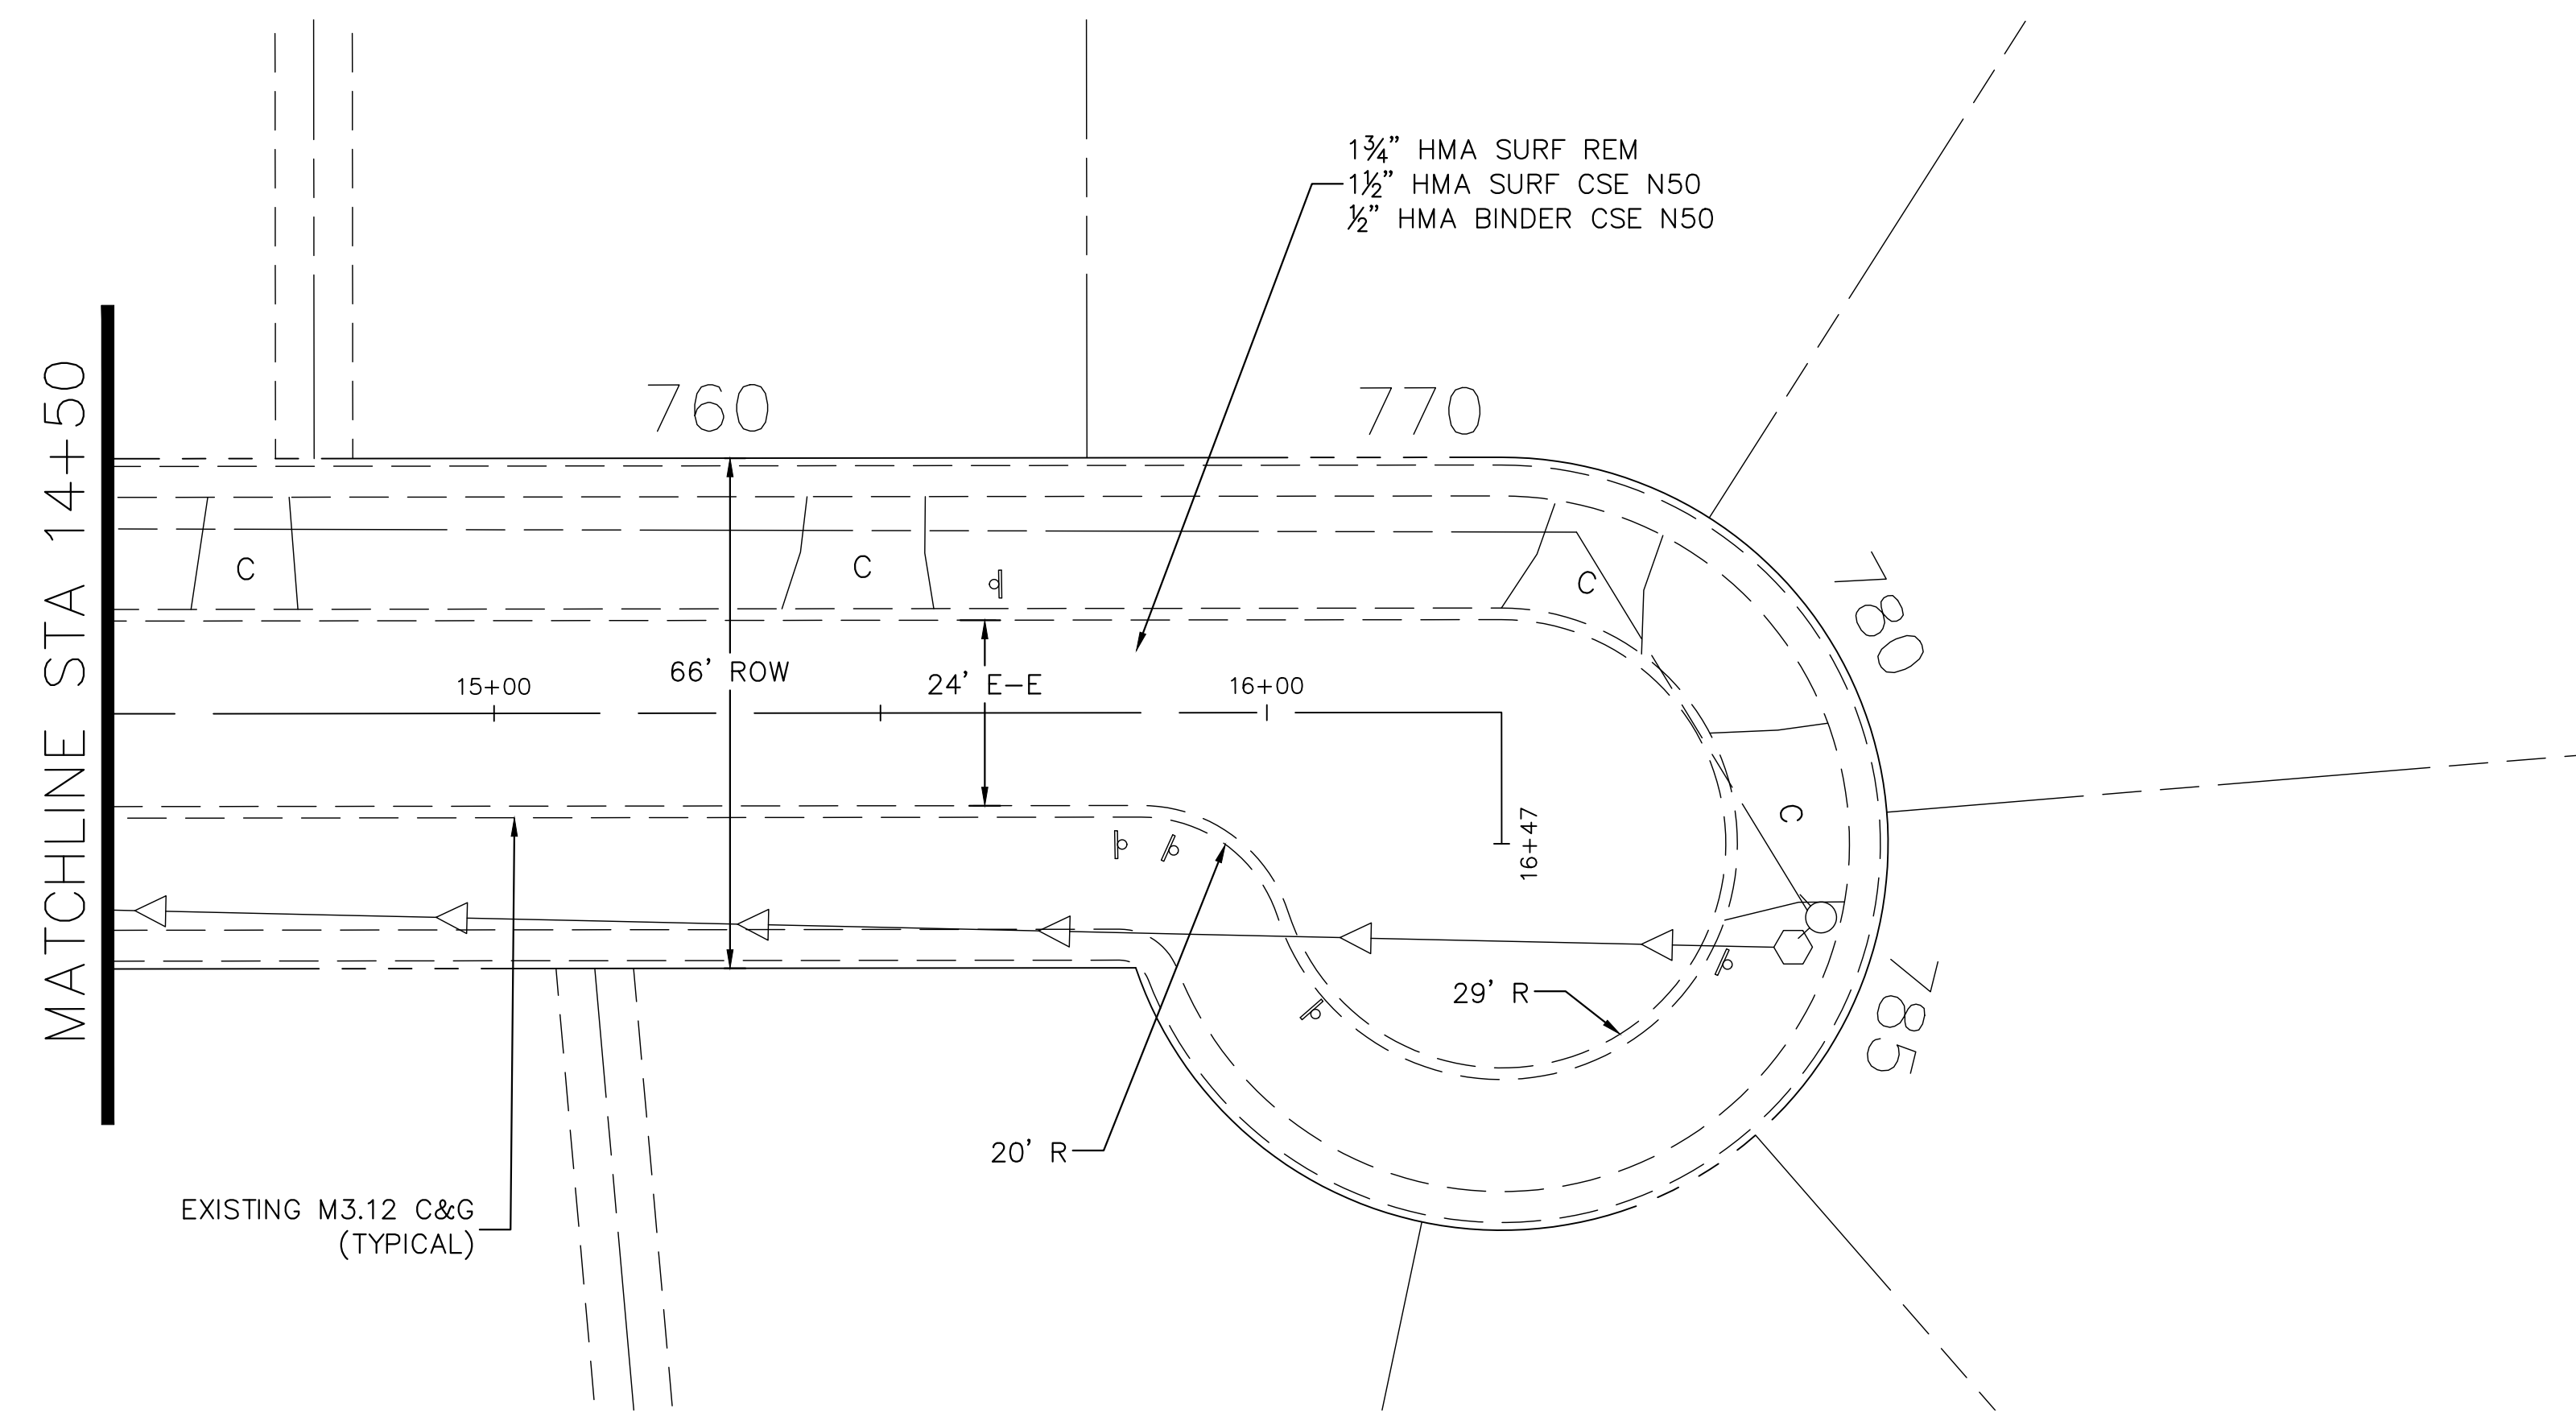 1¾” HMA SURF REM
1½” HMA SURF CSE N50
½” HMA BINDER CSE N50
MATCHLINE STA 14+50
760
770
780
785
C
C
C
C
66' ROW
24' E-E
15+00
16+00
16+47
29' R
20' R
EXISTING M3.12 C&G
(TYPICAL)